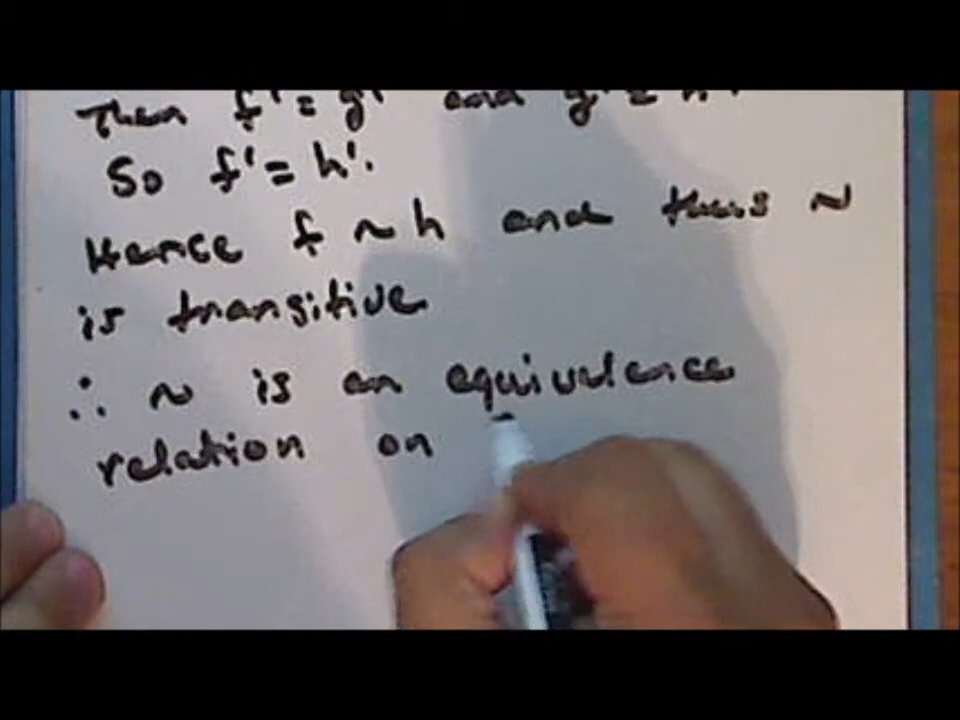 Then f' = g' and g' = h'.
So f' = h'.
Hence f ~ h and thus ~
is transitive
∴ ~ is an equivalence
relation on